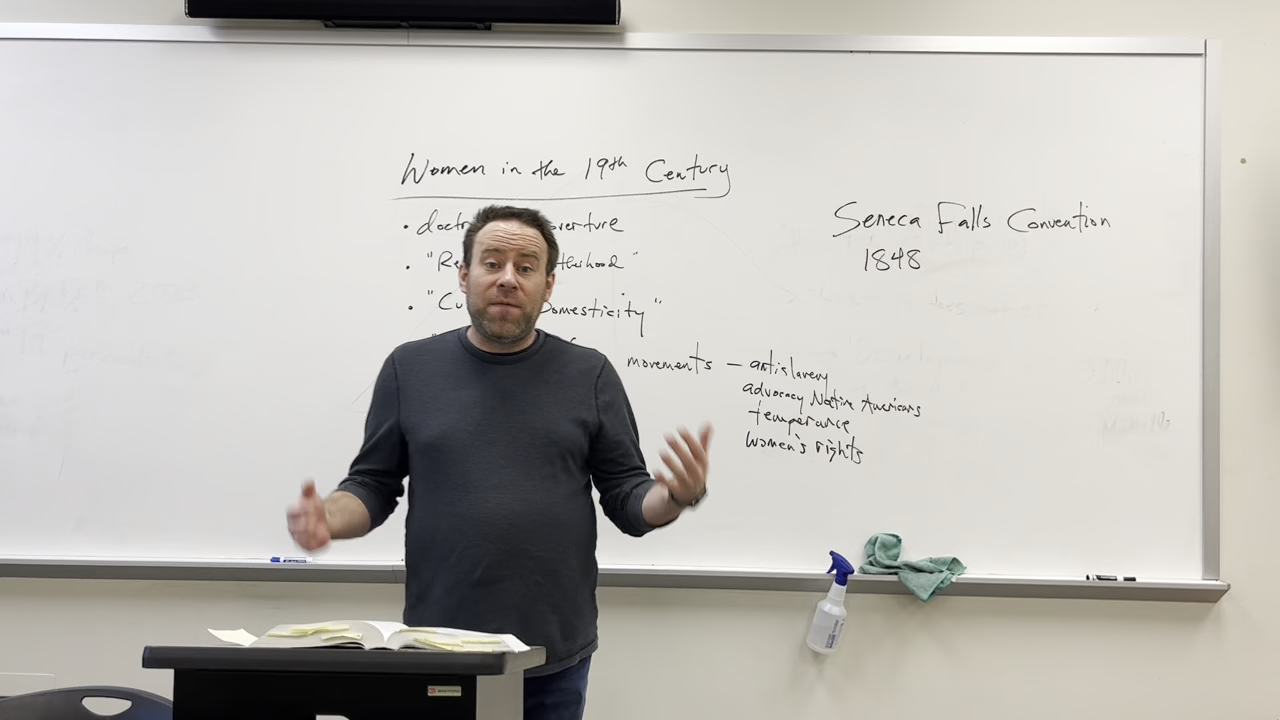 Women in the 19th Century
• doctr verture
• "Re therhood"
• "Cu Domesticity"
movements — antislavery
advocacy Native Americans
temperance
women's rights
Seneca Falls Convention
1848